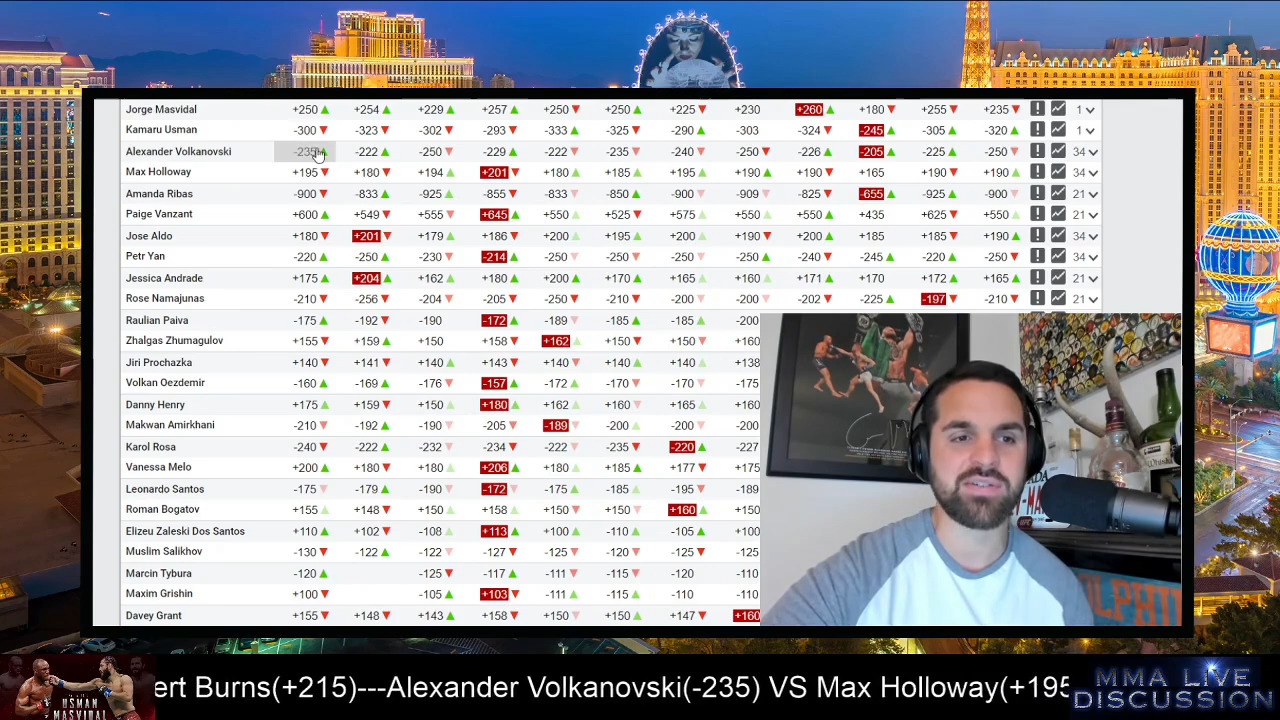 Jorge Masvidal +250 +254 +229 +257 +250 +250 +225 +230 +260 +180 +255 +235 1
Kamaru Usman -300 -323 -302 -293 -333 -325 -290 -303 -324 -245 -305 -320 1
Alexander Volkanovski -235 -222 -250 -229 -227 -235 -240 -250 -226 -205 -225 -250 34
Max Holloway +195 +180 +194 +201 +180 +185 +195 +190 +190 +165 +190 +190 34
Amanda Ribas -900 -833 -925 -855 -833 -850 -900 -909 -825 -655 -925 -900 21
Paige Vanzant +600 +549 +555 +645 +550 +525 +575 +550 +550 +435 +625 +550 21
Jose Aldo +180 +201 +179 +186 +200 +195 +200 +190 +200 +185 +185 +190 34
Petr Yan -220 -250 -230 -214 -250 -250 -250 -250 -240 -245 -220 -250 34
Jessica Andrade +175 +204 +162 +180 +200 +170 +165 +160 +171 +170 +172 +165 21
Rose Namajunas -210 -256 -204 -205 -250 -210 -200 -200 -202 -225 -197 -210 21
Raulian Paiva -175 -192 -190 -172 -189 -185 -185 -200
Zhalgas Zhumagulov +155 +159 +150 +158 +162 +150 +150 +160
Jiri Prochazka +140 +141 +140 +143 +140 +140 +140 +138
Volkan Oezdemir -160 -169 -176 -157 -172 -170 -170 -175
Danny Henry +175 +159 +150 +180 +162 +160 +165 +160
Makwan Amirkhani -210 -192 -190 -205 -189 -200 -200 -200
Karol Rosa -240 -222 -232 -234 -222 -235 -220 -227
Vanessa Melo +200 +180 +180 +206 +180 +185 +177 +175
Leonardo Santos -175 -179 -190 -172 -175 -185 -195 -189
Roman Bogatov +155 +148 +150 +158 +150 +150 +160 +150
Elizeu Zaleski Dos Santos +110 +102 -108 +113 +100 -110 -105 +100
Muslim Salikhov -130 -122 -122 -127 -125 -120 -125 -125
Marcin Tybura -120 -125 -117 -111 -115 -120 -110
Maxim Grishin +100 -105 +103 -111 -115 -110 -110
Davey Grant +155 +148 +143 +158 +150 +150 +147 +160
USMAN
MASVIDAL
ert Burns(+215)---Alexander Volkanovski(-235) VS Max Holloway(+195
MMA LIVE
DISCUSSION